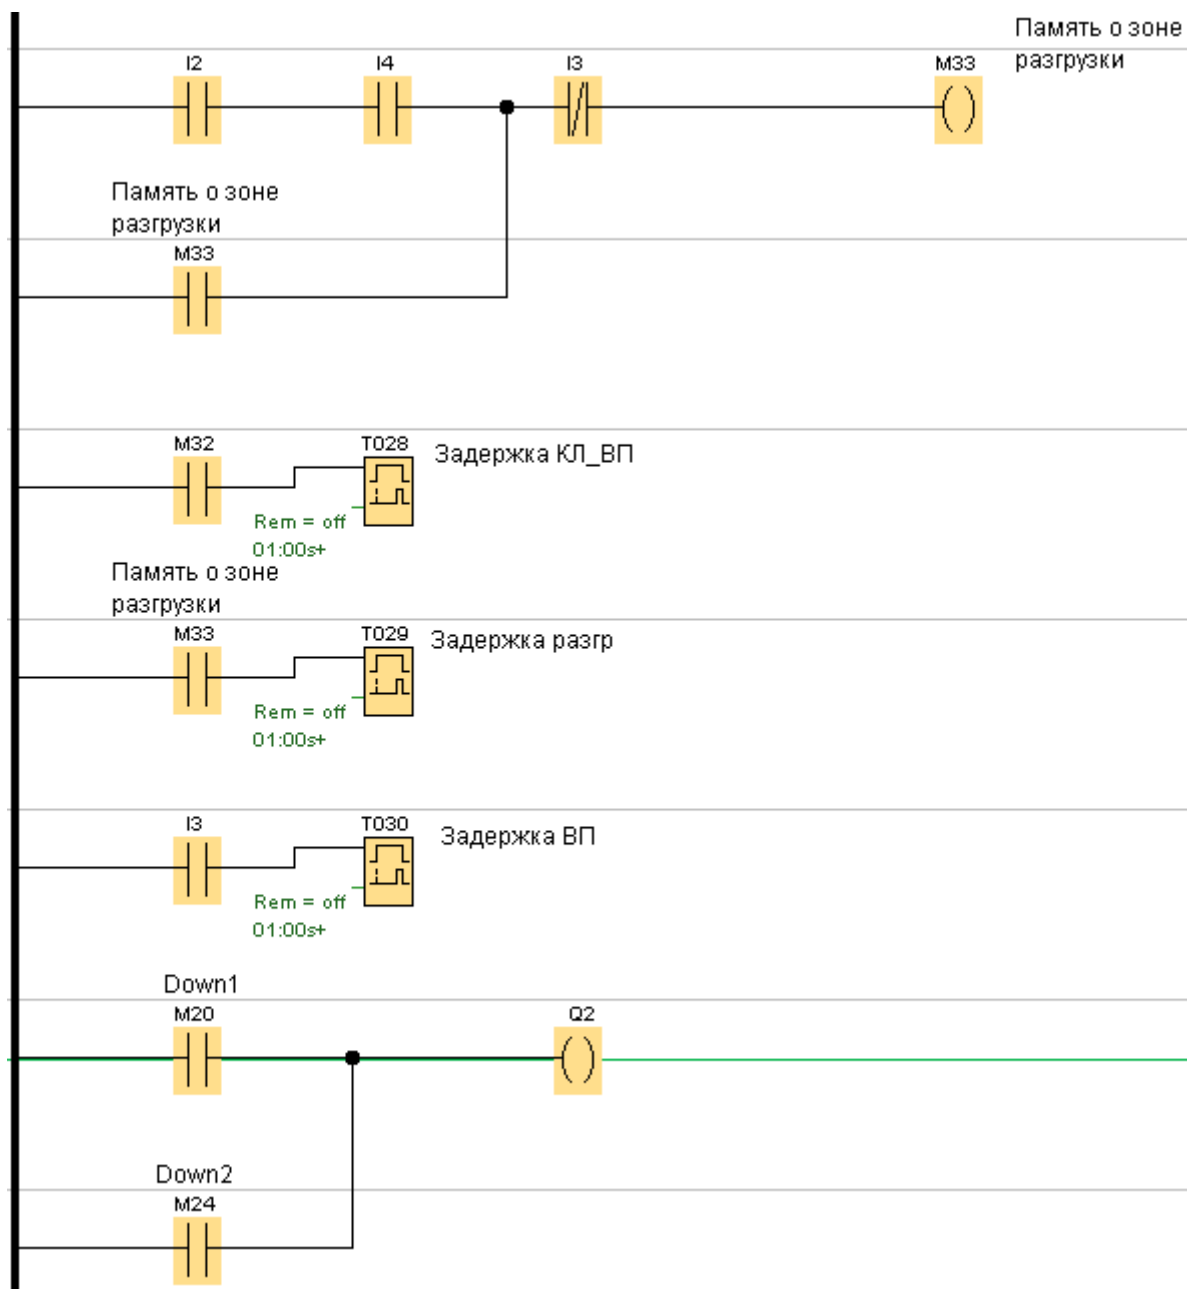 Память о зоне
разгрузки
I2 I4 I3 M33
Память о зоне
разгрузки
M33
M32 T028 Задержка КЛ_ВП
Rem = off
01:00s+
Память о зоне
разгрузки
M33 T029 Задержка разгр
Rem = off
01:00s+
I3 T030 Задержка ВП
Rem = off
01:00s+
Down1
M20 Q2
Down2
M24